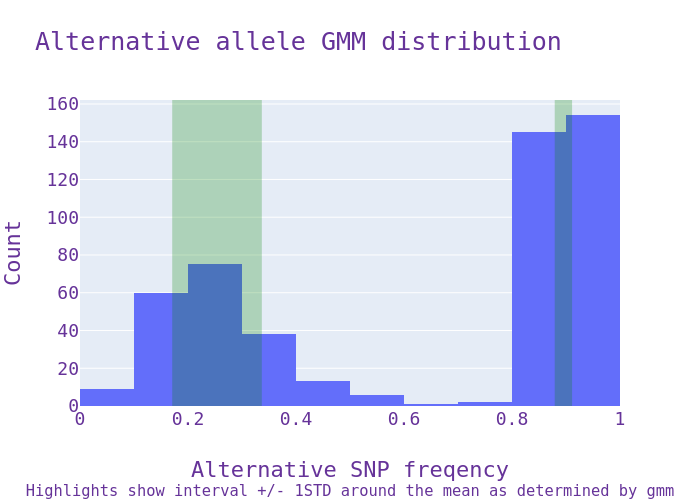 Alternative allele GMM distribution
160
140
120
100
80
60
40
20
0
Count
0 0.2 0.4 0.6 0.8 1
Alternative SNP freqency
Highlights show interval +/- 1STD around the mean as determined by gmm